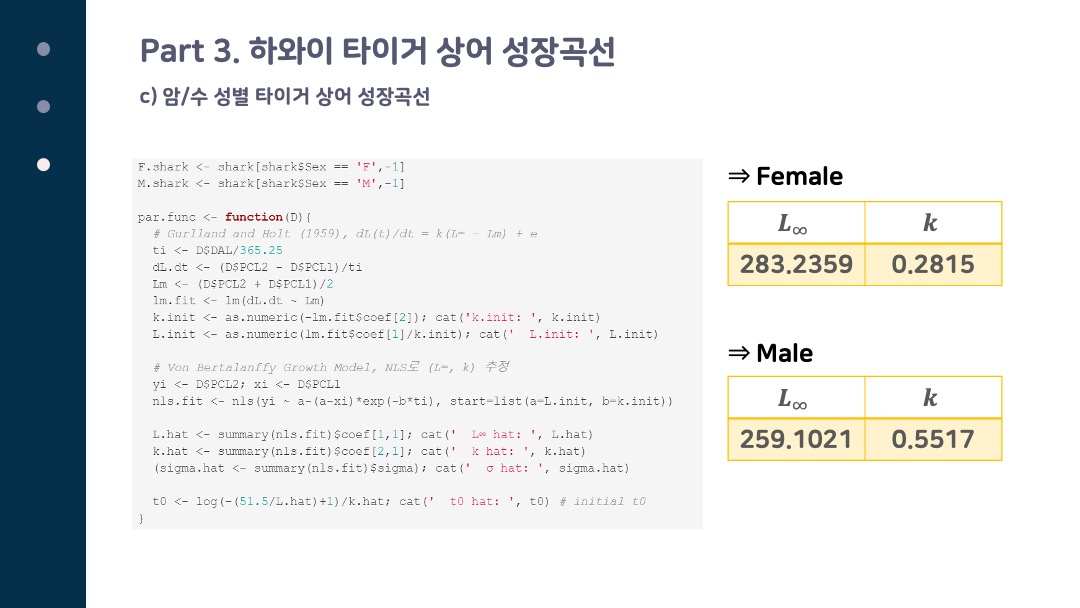 Part 3. 하와이 타이거 상어 성장곡선
c) 암/수 성별 타이거 상어 성장곡선
F.shark <- shark[shark$Sex == 'F',-1]
M.shark <- shark[shark$Sex == 'M',-1]
par.func <- function(D){
# Gurlland and Holt (1959), dL(t)/dt = k(L∞ - Lm) + e
ti <- D$DAL/365.25
dL.dt <- (D$PCL2 - D$PCL1)/ti
Lm <- (D$PCL2 + D$PCL1)/2
lm.fit <- lm(dL.dt ~ Lm)
k.init <- as.numeric(-lm.fit$coef[2]); cat('k.init: ', k.init)
L.init <- as.numeric(lm.fit$coef[1]/k.init); cat('  L.init: ', L.init)
# Von Bertalanffy Growth Model, NLS로 (L∞, k) 추정
yi <- D$PCL2; xi <- D$PCL1
nls.fit <- nls(yi ~ a-(a-xi)*exp(-b*ti), start=list(a=L.init, b=k.init))
L.hat <- summary(nls.fit)$coef[1,1]; cat('  L∞ hat: ', L.hat)
k.hat <- summary(nls.fit)$coef[2,1]; cat('  k hat: ', k.hat)
(sigma.hat <- summary(nls.fit)$sigma); cat('  σ hat: ', sigma.hat)
t0 <- log(-(51.5/L.hat)+1)/k.hat; cat('  t0 hat: ', t0) # initial t0
}
⇒ Female
L∞ k
283.2359 0.2815
⇒ Male
L∞ k
259.1021 0.5517